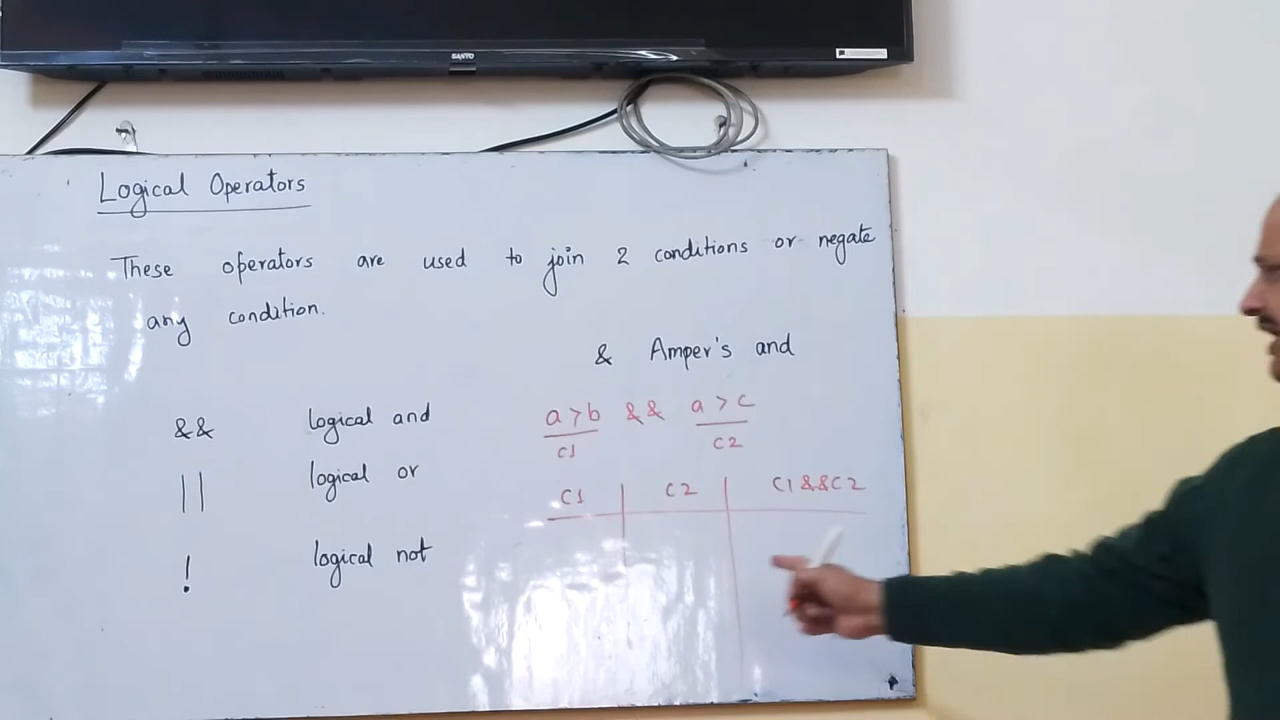 SANYO
Logical Operators
These operators are used to join 2 conditions or negate
any condition.
& Amper's and
&& logical and
|| logical or
! logical not
a>b && a>c
C1 C2
C1 C2 C1&&C2